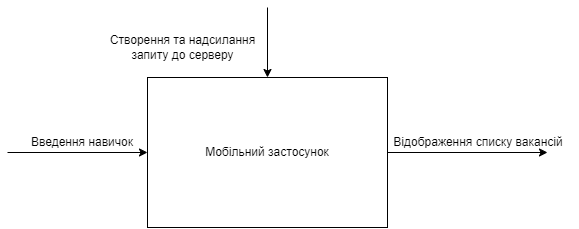 Створення та надсилання
запиту до серверу
Введення навичок
Мобільний застосунок
Відображення списку вакансій